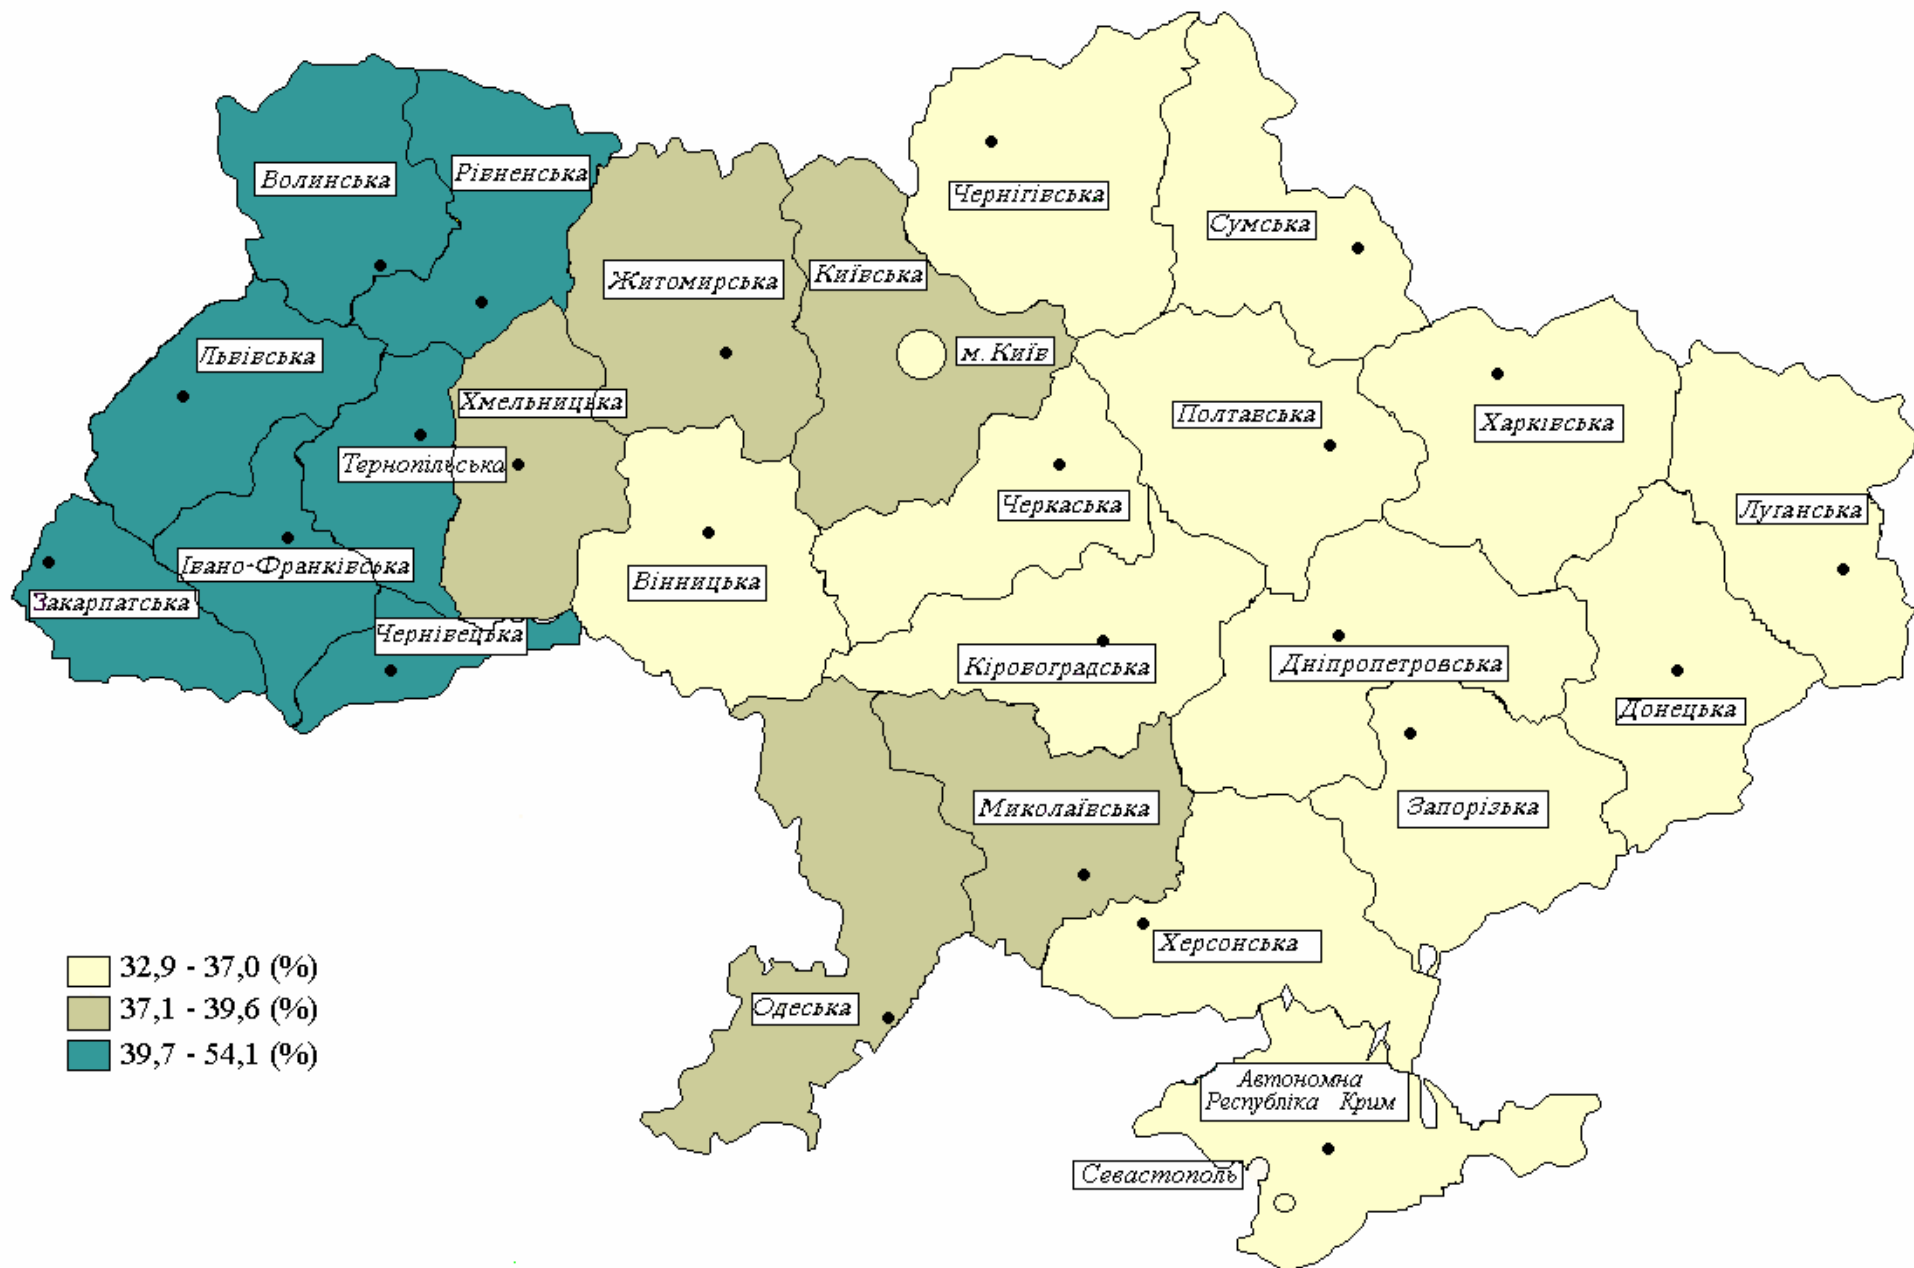 Волинська
Рівненська
Чернігівська
Сумська
Житомирська
Київська
м. Київ
Львівська
Хмельницька
Тернопільська
Полтавська
Харківська
Черкаська
Луганська
Івано-Франківська
Вінницька
Закарпатська
Чернівецька
Кіровоградська
Дніпропетровська
Донецька
Миколаївська
Запорізька
Херсонська
Одеська
Автономна
Республіка Крим
Севастополь
32,9 - 37,0 (%)
37,1 - 39,6 (%)
39,7 - 54,1 (%)